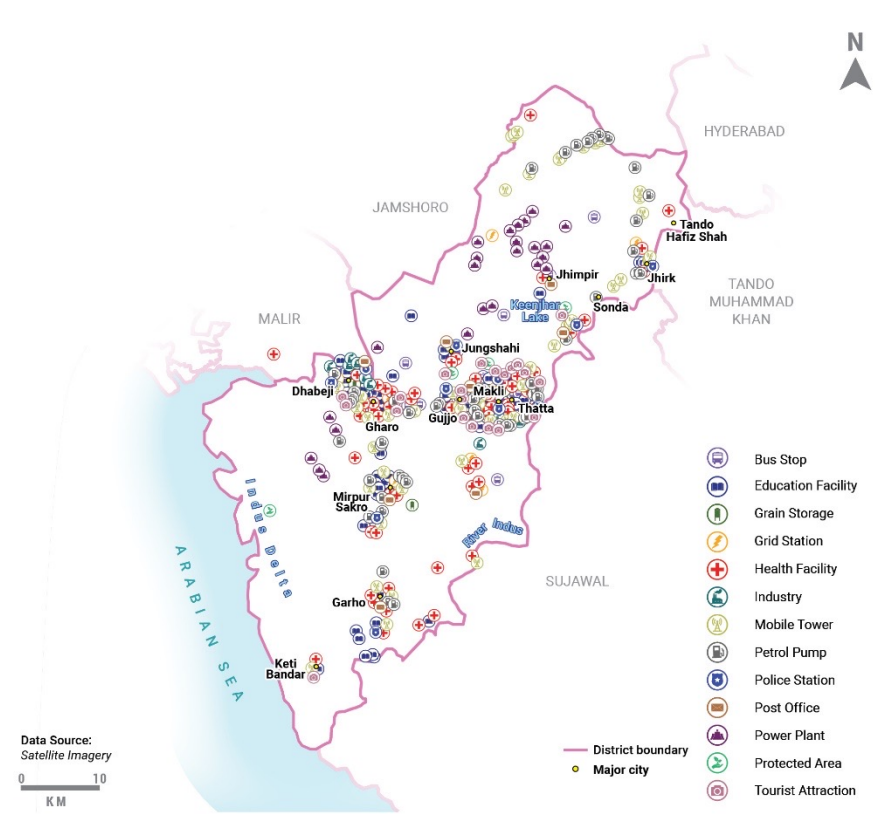 N
HYDERABAD
JAMSHORO
Tando
Hafiz Shah
Jhirk
Jhimpir
TANDO
MUHAMMAD
KHAN
Keenjhar
Lake
Sonda
MALIR
Jungshahi
Dhabeji
Makli
Gujjo
Thatta
Gharo
Mirpur
Sakro
Indus Delta
River Indus
ARABIAN SEA
SUJAWAL
Garho
Keti
Bandar
Bus Stop
Education Facility
Grain Storage
Grid Station
Health Facility
Industry
Mobile Tower
Petrol Pump
Police Station
Post Office
Power Plant
Protected Area
Tourist Attraction
District boundary
Major city
Data Source:
Satellite Imagery
0 10
KM